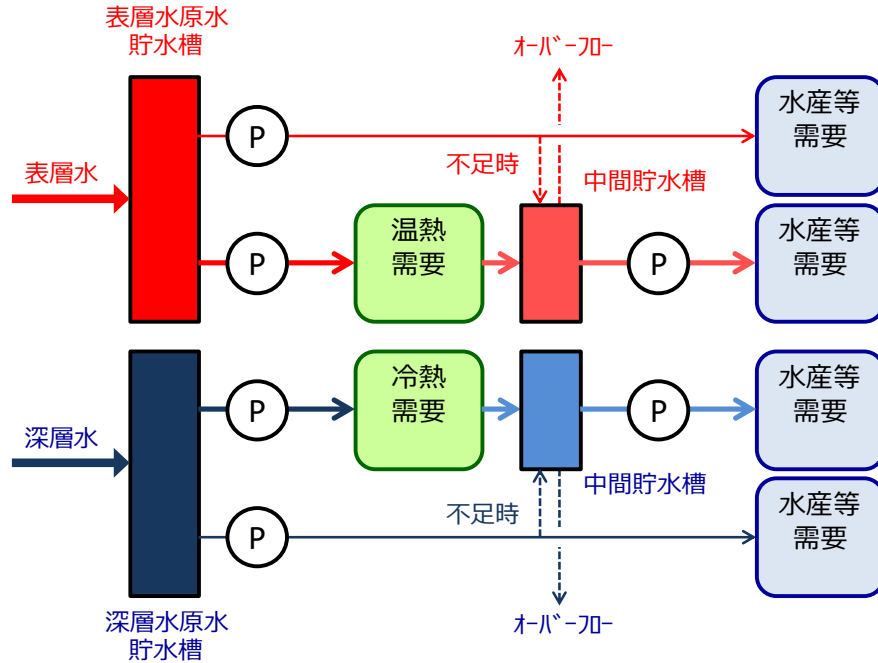 表層水原水
貯水槽
ｵｰﾊﾞｰﾌﾛｰ
水産等
需要
P
不足時
中間貯水槽
表層水
温熱
需要
水産等
需要
P
P
冷熱
需要
水産等
需要
P
P
深層水
中間貯水槽
不足時
水産等
需要
P
深層水原水
貯水槽
ｵｰﾊﾞｰﾌﾛｰ